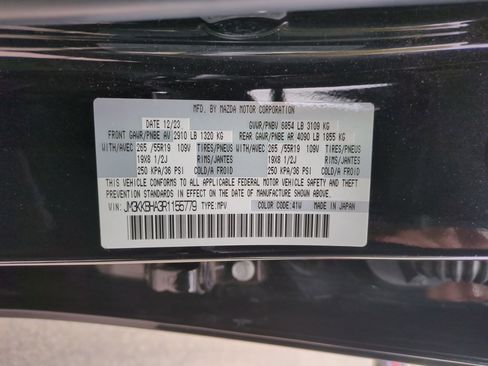 MFD. BY MAZDA MOTOR CORPORATION
DATE 12/23 GVWR/PNBV 6854 LB 3109 KG
FRONT GAWR/PNBE AV 2910 LB 1320 KG REAR GAWR/PNBE AR 4090 LB 1855 KG
WITH/AVEC 265 /55R19 109V TIRES/PNEUS WITH/AVEC 265 /55R19 109V TIRES/PNEUS
19X8 1/2J RIMS/JANTES 19X8 1/2J RIMS/JANTES
250 KPA/36 PSI COLD/A FROID 250 KPA/36 PSI COLD/A FROID
THIS VEHICLE CONFORMS TO ALL APPLICABLE FEDERAL MOTOR VEHICLE SAFETY
STANDARDS IN EFFECT ON THE DATE OF MANUFACTURE SHOWN ABOVE.
VIN: JM3KKBHA3R1155779 TYPE:MPV COLOR CODE:41W MADE IN JAPAN